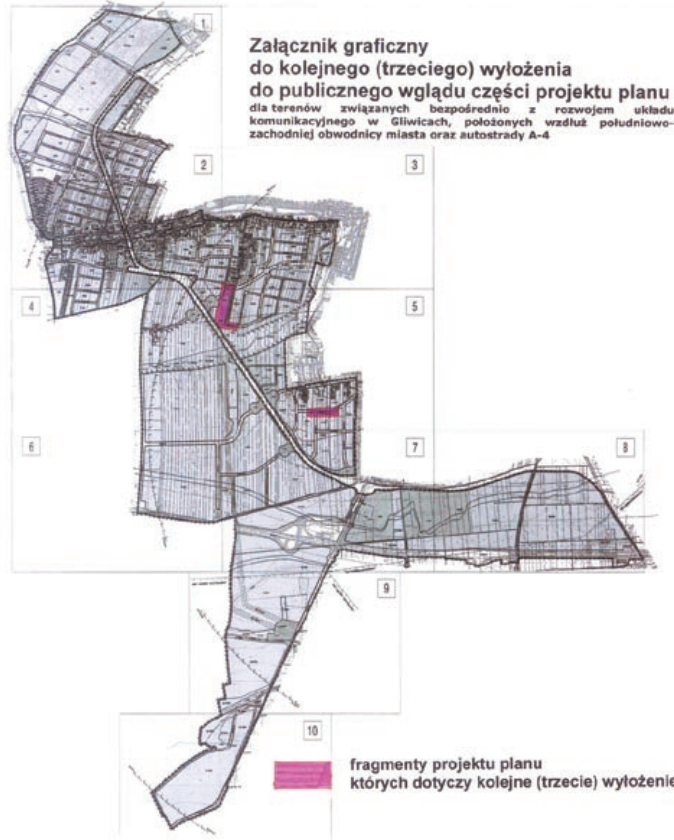 1
Załącznik graficzny
do kolejnego (trzeciego) wyłożenia
do publicznego wglądu części projektu planu
dla terenów związanych bezpośrednio z rozwojem układu
komunikacyjnego w Gliwicach, położonych wzdłuż południowo-
zachodniej obwodnicy miasta oraz autostrady A-4
2
3
4
5
6
7
8
9
10
fragmenty projektu planu
których dotyczy kolejne (trzecie) wyłożenie